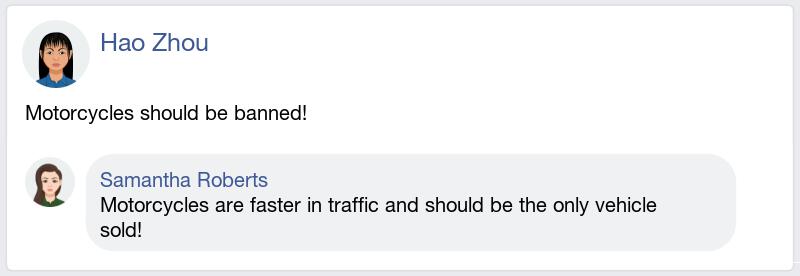 Hao Zhou
Motorcycles should be banned!
Samantha Roberts
Motorcycles are faster in traffic and should be the only vehicle
sold!